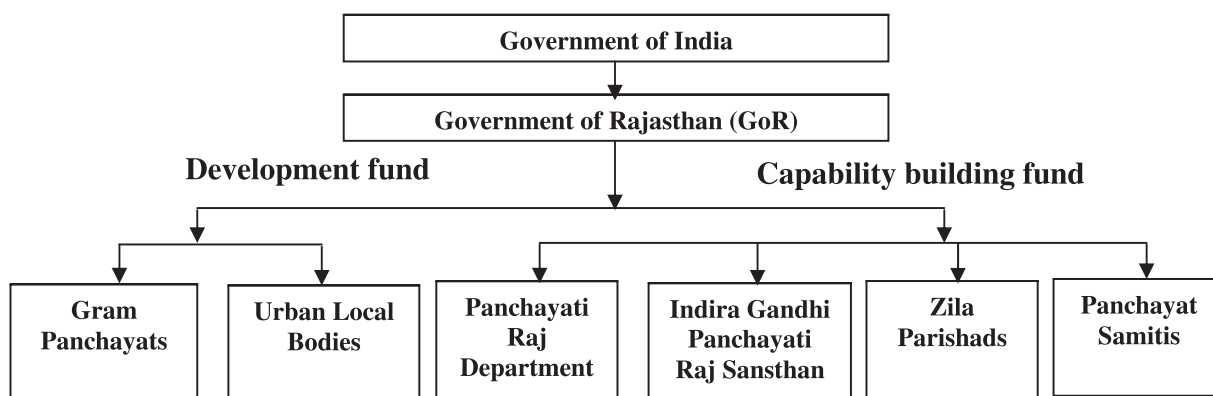 Government of India
Government of Rajasthan (GoR)
Development fund
Capability building fund
Gram
Panchayats
Urban Local
Bodies
Panchayati
Raj
Department
Indira Gandhi
Panchayati
Raj Sansthan
Zila
Parishads
Panchayat
Samitis